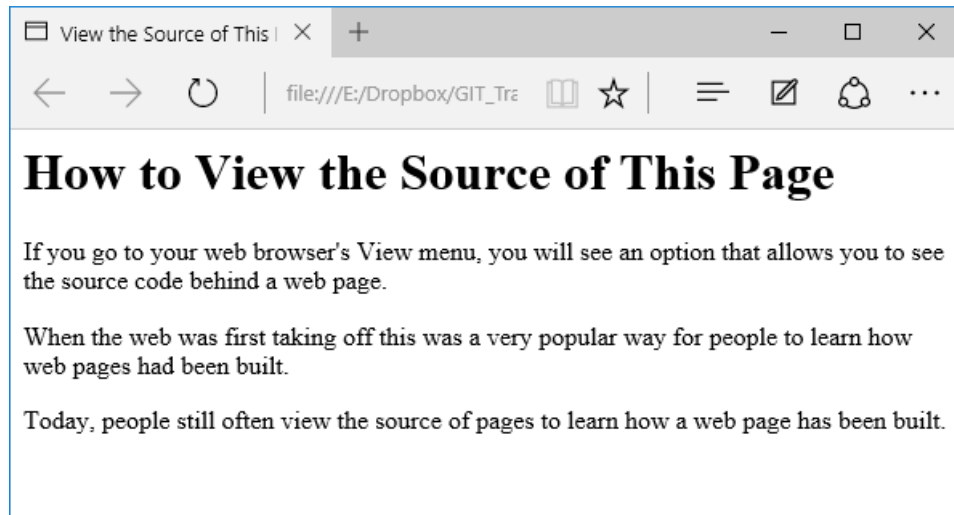 View the Source of This
file:///E:/Dropbox/GIT_Tra
How to View the Source of This Page
If you go to your web browser's View menu, you will see an option that allows you to see
the source code behind a web page.
When the web was first taking off this was a very popular way for people to learn how
web pages had been built.
Today, people still often view the source of pages to learn how a web page has been built.